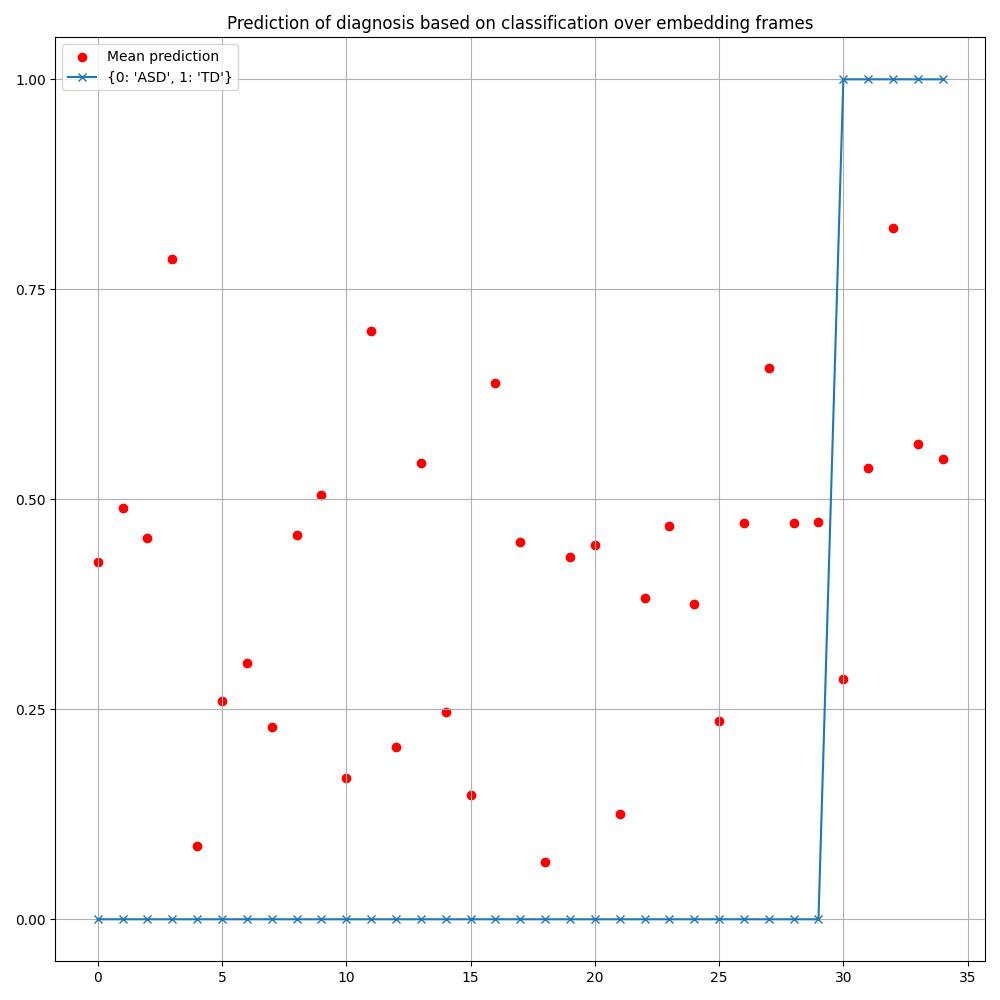 Prediction of diagnosis based on classification over embedding frames
Mean prediction
{0: 'ASD', 1: 'TD'}
1.00
0.75
0.50
0.25
0.00
0 5 10 15 20 25 30 35